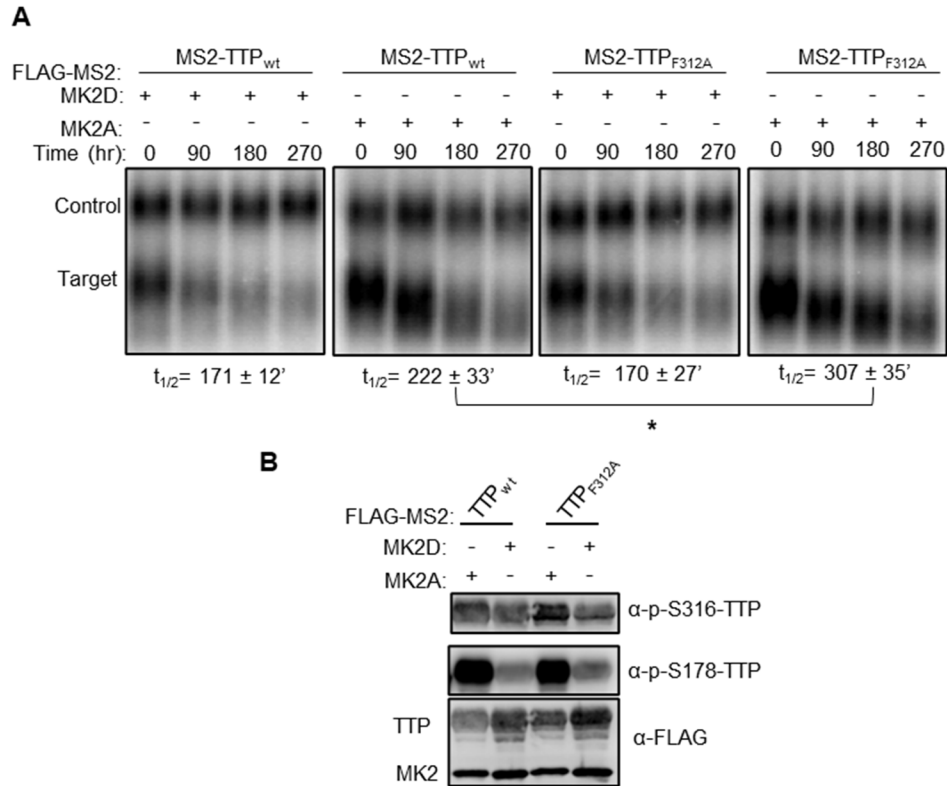 A
MS2-TTPwt MS2-TTPwt MS2-TTPF312A MS2-TTPF312A
FLAG-MS2:
MK2D: + + + + - - - - + + + + - - - -
MK2A: - - - - + + + + - - - - + + + +
Time (hr): 0 90 180 270 0 90 180 270 0 90 180 270 0 90 180 270
Control
Target
t1/2= 171 ± 12’ t1/2= 222 ± 33’ t1/2= 170 ± 27’ t1/2= 307 ± 35’
*
B
FLAG-MS2: TTPwt TTPF312A
MK2D: - + - +
MK2A: + - + -
α-p-S316-TTP
α-p-S178-TTP
TTP
α-FLAG
MK2